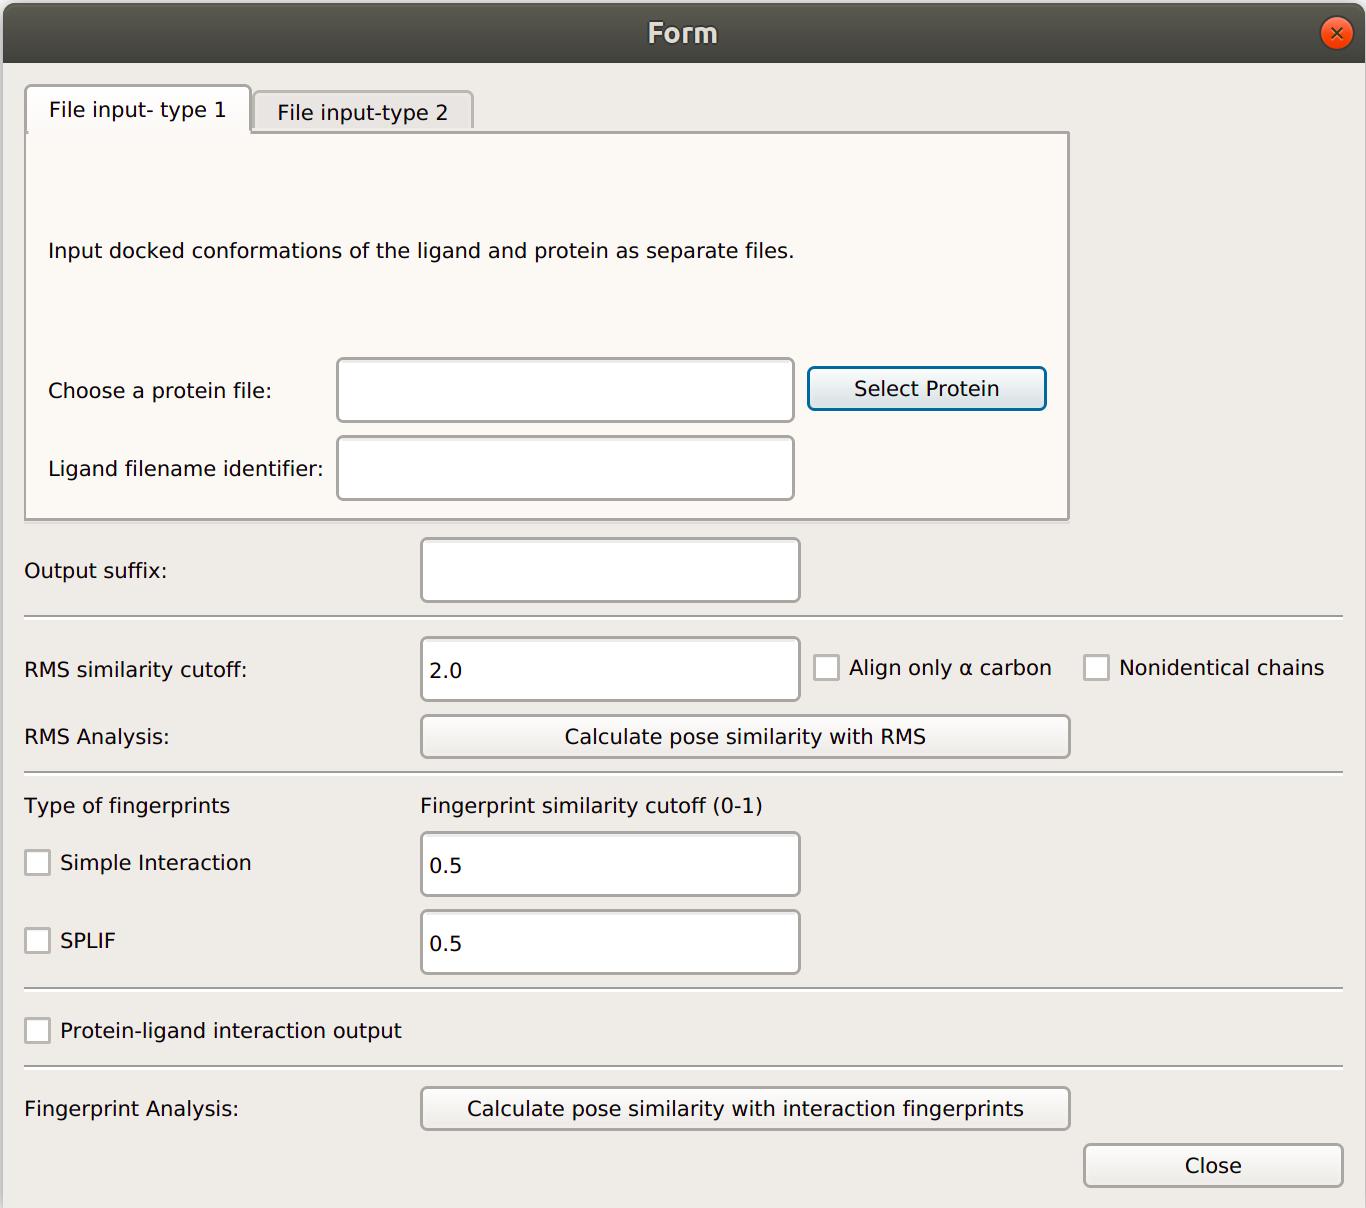 Form
File input- type 1
File input-type 2
Input docked conformations of the ligand and protein as separate files.
Choose a protein file:
Select Protein
Ligand filename identifier:
Output suffix:
RMS similarity cutoff:
2.0
Align only α carbon
Nonidentical chains
RMS Analysis:
Calculate pose similarity with RMS
Type of fingerprints
Fingerprint similarity cutoff (0-1)
Simple Interaction
0.5
SPLIF
0.5
Protein-ligand interaction output
Fingerprint Analysis:
Calculate pose similarity with interaction fingerprints
Close